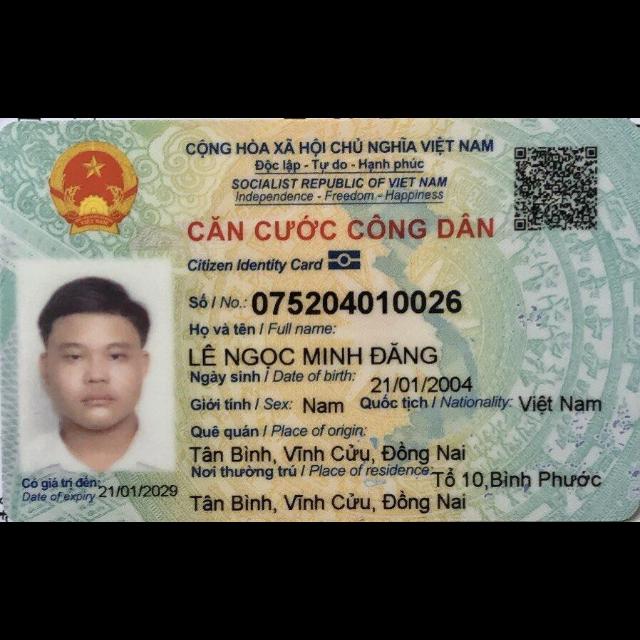 CỘNG HÒA XÃ HỘI CHỦ NGHĨA VIỆT NAM
Độc lập - Tự do - Hạnh phúc
SOCIALIST REPUBLIC OF VIET NAM
Independence - Freedom - Happiness
CĂN CƯỚC CÔNG DÂN
Citizen Identity Card
Số / No.: 075204010026
Họ và tên / Full name:
LÊ NGỌC MINH ĐĂNG
Ngày sinh / Date of birth: 21/01/2004
Giới tính / Sex: Nam Quốc tịch / Nationality: Việt Nam
Quê quán / Place of origin:
Tân Bình, Vĩnh Cửu, Đồng Nai
Nơi thường trú / Place of residence: Tổ 10,Bình Phước
Tân Bình, Vĩnh Cửu, Đồng Nai
Có giá trị đến: 21/01/2029
Date of expiry